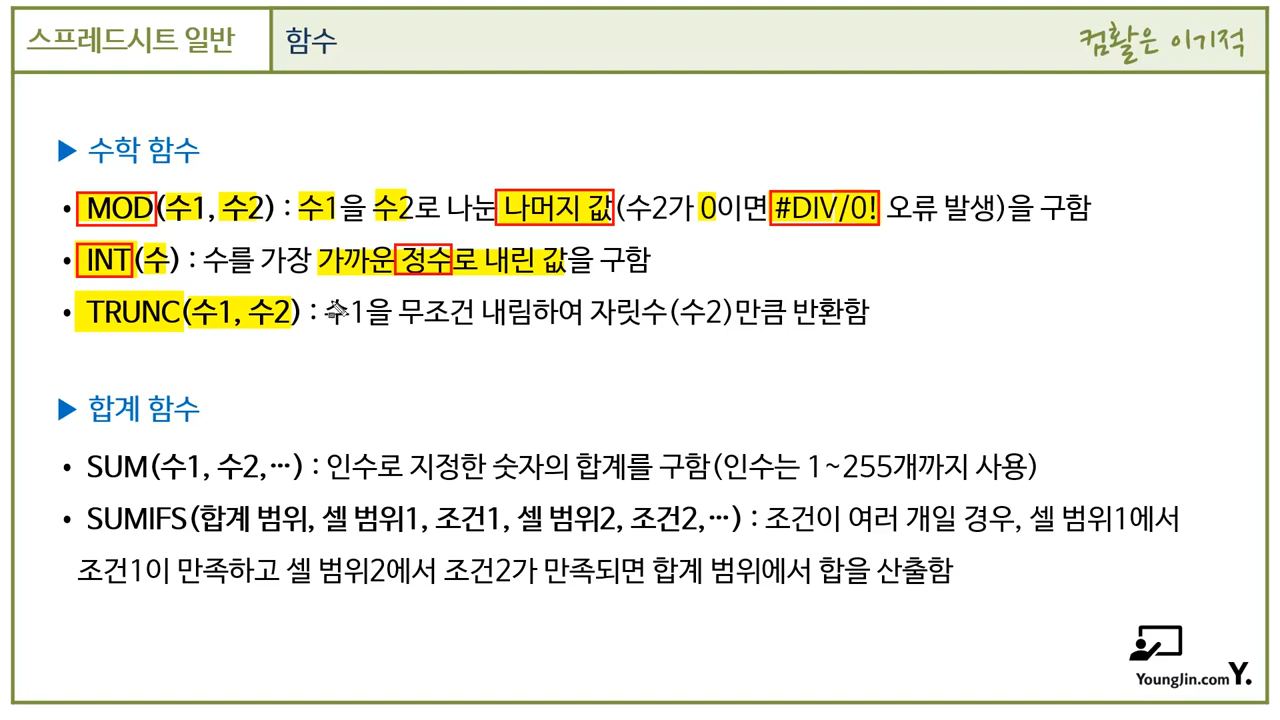 스프레드시트 일반
함수
컴활은 이기적
▶ 수학 함수
• MOD(수1, 수2) : 수1을 수2로 나눈 나머지 값(수2가 0이면 #DIV/0! 오류 발생)을 구함
• INT(수) : 수를 가장 가까운 정수로 내린 값을 구함
• TRUNC(수1, 수2) : 수1을 무조건 내림하여 자릿수(수2)만큼 반환함
▶ 합계 함수
• SUM(수1, 수2,⋯) : 인수로 지정한 숫자의 합계를 구함(인수는 1~255개까지 사용)
• SUMIFS(합계 범위, 셀 범위1, 조건1, 셀 범위2, 조건2,⋯) : 조건이 여러 개일 경우, 셀 범위1에서
조건1이 만족하고 셀 범위2에서 조건2가 만족되면 합계 범위에서 합을 산출함
YoungJin.com Y.